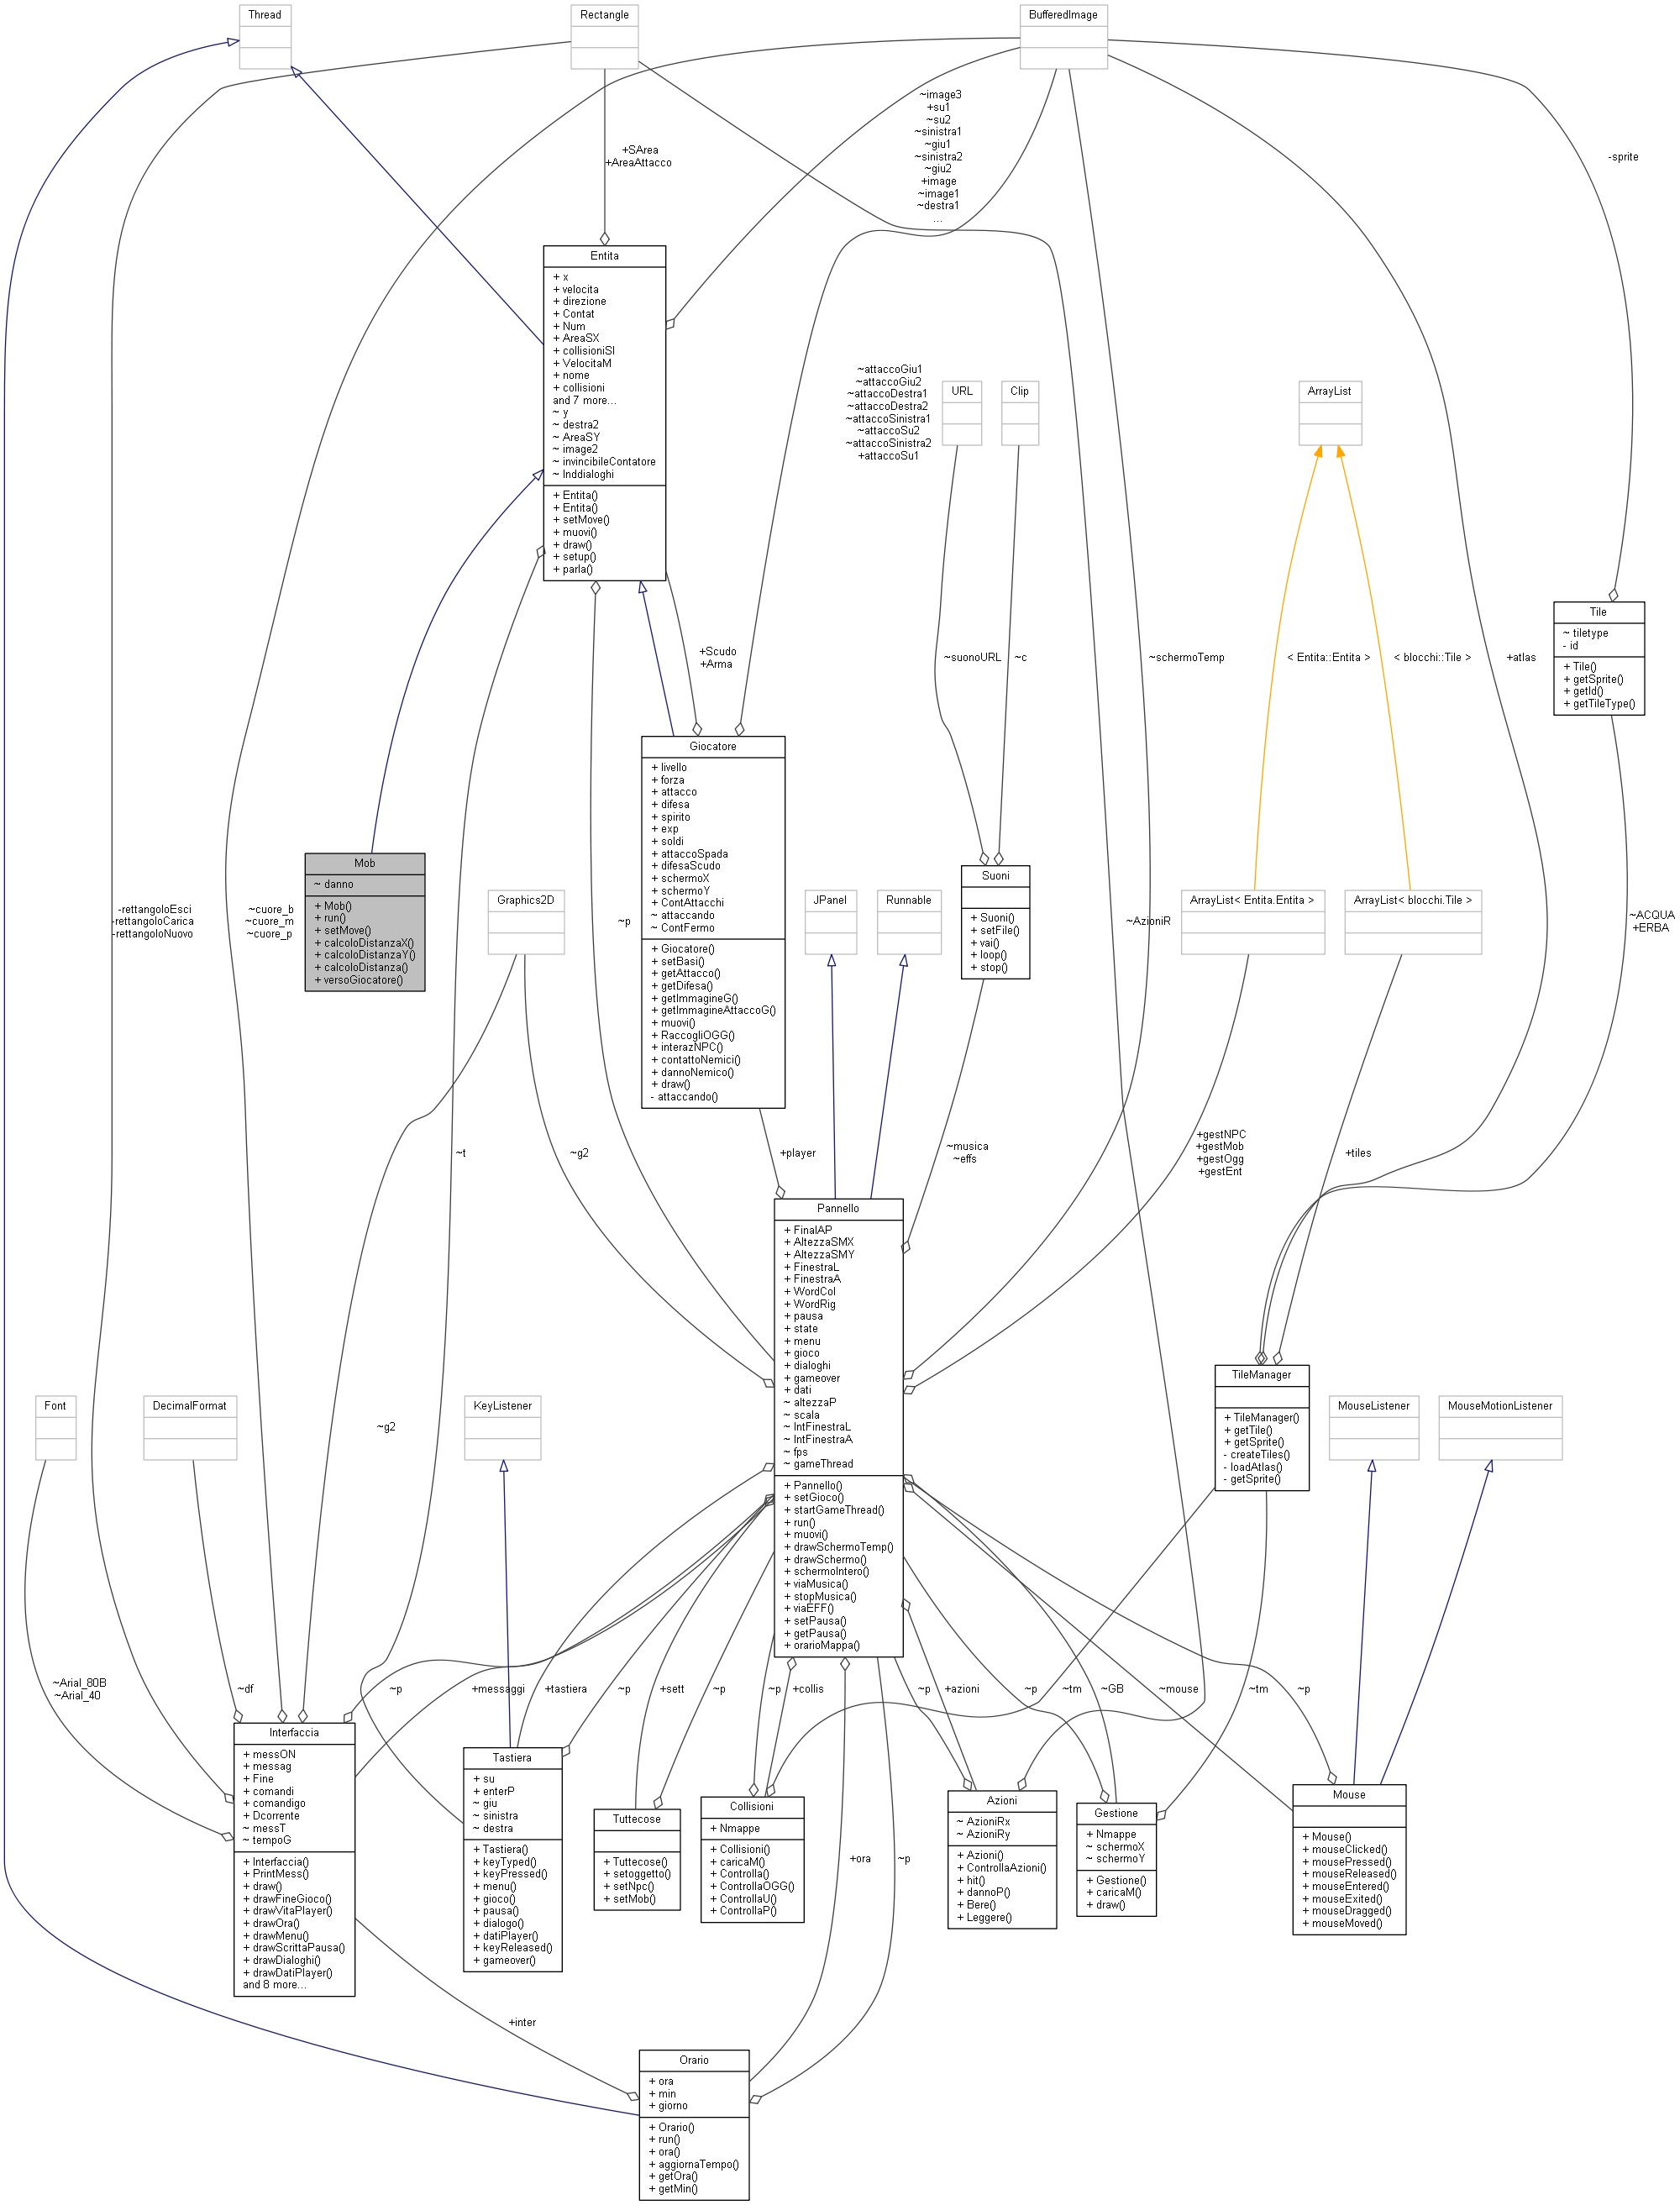 Thread
Rectangle
BufferedImage
~image3
+su1
~su2
~sinistra1
~giu1
~sinistra2
~giu2
+image
~image1
~destra1
...
-sprite
+SArea
+AreaAttacco
Entita
+ x
+ velocita
+ direzione
+ Contat
+ Num
+ AreaSX
+ collisioniSI
+ VelocitaM
+ nome
+ collisioni
and 7 more...
~ y
~ destra2
~ AreaSY
~ image2
~ invincibileContatore
~ Inddialoghi
+ Entita()
+ Entita()
+ setMove()
+ muovi()
+ draw()
+ setup()
+ parla()
~attaccoGiu1
~attaccoGiu2
~attaccoDestra1
~attaccoDestra2
~attaccoSinistra1
~attaccoSu2
~attaccoSinistra2
+attaccoSu1
URL
Clip
ArrayList
Tile
~ tiletype
- id
+ Tile()
+ getSprite()
+ getId()
+ getTileType()
+Scudo
+Arma
~suonoURL
~c
~schermoTemp
< Entita::Entita >
< blocchi::Tile >
+atlas
Giocatore
+ livello
+ forza
+ attacco
+ difesa
+ spirito
+ exp
+ soldi
+ attaccoSpada
+ difesaScudo
+ schermoX
+ schermoY
+ ContAttacchi
~ attaccando
~ ContFermo
+ Giocatore()
+ setBasi()
+ getAttacco()
+ getDifesa()
+ getImmagineG()
+ getImmagineAttaccoG()
+ muovi()
+ RaccogliOGG()
+ interazNPC()
+ contattoNemici()
+ dannoNemico()
+ draw()
- attaccando()
Mob
~ danno
+ Mob()
+ run()
+ setMove()
+ calcoloDistanzaX()
+ calcoloDistanzaY()
+ calcoloDistanza()
+ versoGiocatore()
Suoni
+ Suoni()
+ setFile()
+ vai()
+ loop()
+ stop()
Graphics2D
JPanel
Runnable
ArrayList< Entita.Entita >
ArrayList< blocchi.Tile >
-rettangoloEsci
-rettangoloCarica
-rettangoloNuovo
~cuore_b
~cuore_m
~cuore_p
~p
~AzioniR
~ACQUA
+ERBA
~t
~g2
+player
~musica
~effs
+gestNPC
+gestMob
+gestOgg
+gestEnt
+tiles
Pannello
+ FinalAP
+ AltezzaSMX
+ AltezzaSMY
+ FinestraL
+ FinestraA
+ WordCol
+ WordRig
+ pausa
+ state
+ menu
+ gioco
+ dialoghi
+ gameover
+ dati
~ altezzaP
~ scala
~ IntFinestraL
~ IntFinestraA
~ fps
~ gameThread
+ Pannello()
+ setGioco()
+ startGameThread()
+ run()
+ muovi()
+ drawSchermoTemp()
+ drawSchermo()
+ schermoIntero()
+ viaMusica()
+ stopMusica()
+ viaEFF()
+ setPausa()
+ getPausa()
+ orarioMappa()
TileManager
+ TileManager()
+ getTile()
+ getSprite()
- createTiles()
- loadAtlas()
- getSprite()
Font
DecimalFormat
~g2
KeyListener
MouseListener
MouseMotionListener
~Arial_80B
~Arial_40
~df
~p
+messaggi
+tastiera
~p
+sett
~p
~p
+collis
~p
+azioni
~p
~tm
~GB
~mouse
~tm
~p
Interfaccia
+ messON
+ messag
+ Fine
+ comandi
+ comandigo
+ Dcorrente
~ messT
~ tempoG
+ Interfaccia()
+ PrintMess()
+ draw()
+ drawFineGioco()
+ drawVitaPlayer()
+ drawOra()
+ drawMenu()
+ drawScrittaPausa()
+ drawDialoghi()
+ drawDatiPlayer()
and 8 more...
Tastiera
+ su
+ enterP
~ giu
~ sinistra
~ destra
+ Tastiera()
+ keyTyped()
+ keyPressed()
+ menu()
+ gioco()
+ pausa()
+ dialogo()
+ datiPlayer()
+ keyReleased()
+ gameover()
Tuttecose
+ Tuttecose()
+ setoggetto()
+ setNpc()
+ setMob()
Collisioni
+ Nmappe
+ Collisioni()
+ caricaM()
+ Controlla()
+ ControllaOGG()
+ ControllaU()
+ ControllaP()
Azioni
~ AzioniRx
~ AzioniRy
+ Azioni()
+ ControllaAzioni()
+ hit()
+ dannoP()
+ Bere()
+ Leggere()
Gestione
+ Nmappe
~ schermoX
~ schermoY
+ Gestione()
+ caricaM()
+ draw()
Mouse
+ Mouse()
+ mouseClicked()
+ mousePressed()
+ mouseReleased()
+ mouseEntered()
+ mouseExited()
+ mouseDragged()
+ mouseMoved()
+ora
~p
+inter
Orario
+ ora
+ min
+ giorno
+ Orario()
+ run()
+ ora()
+ aggiornaTempo()
+ getOra()
+ getMin()